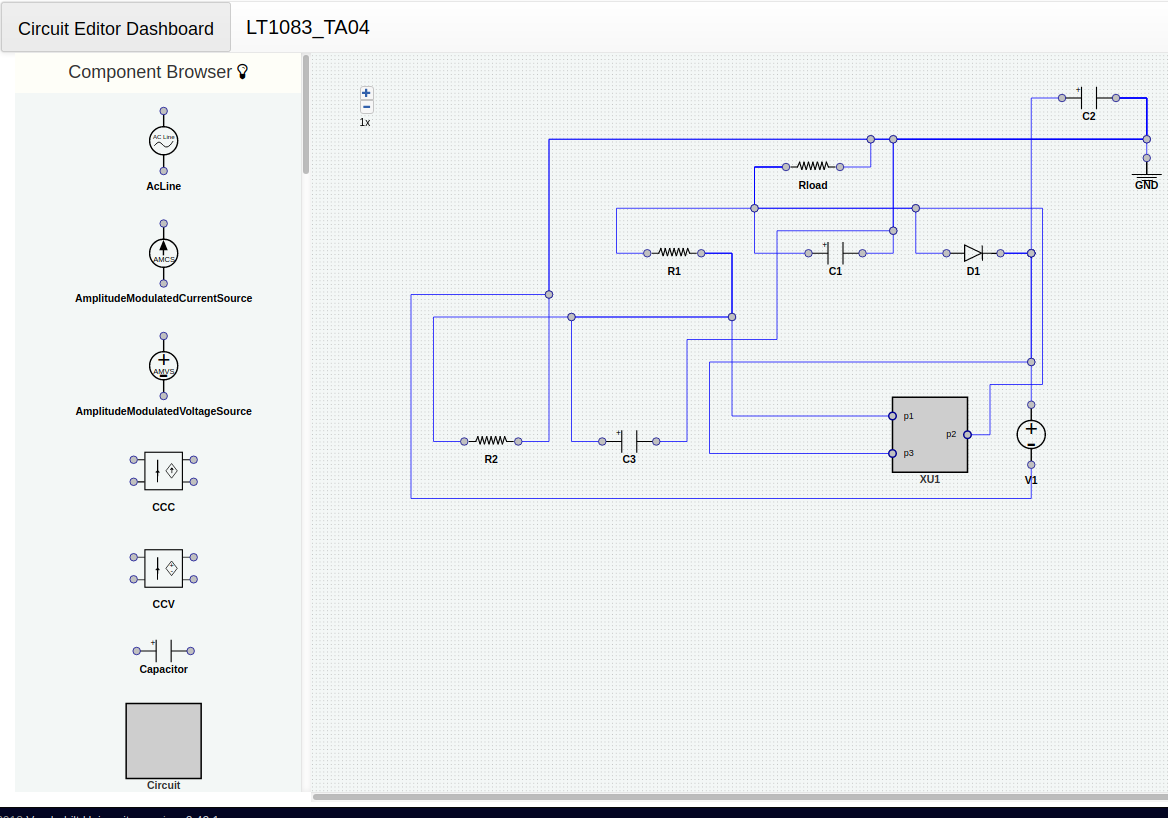 Circuit Editor Dashboard
LT1083_TA04
Component Browser
AC Line
AcLine
AMCS
AmplitudeModulatedCurrentSource
AMVS
AmplitudeModulatedVoltageSource
CCC
CCV
+
Capacitor
Circuit
+
−
1x
+
C2
GND
Rload
R1
+
C1
D1
R2
+
C3
p1
p2
p3
XU1
+
-
V1